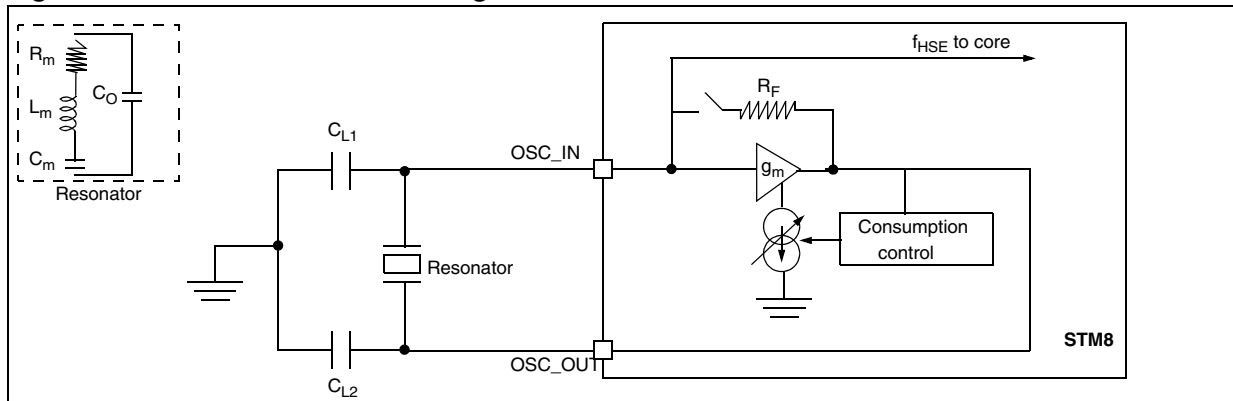 R_m
L_m
C_O
C_m
Resonator
C_L1
C_L2
Resonator
OSC_IN
OSC_OUT
f_HSE to core
R_F
g_m
Consumption
control
STM8